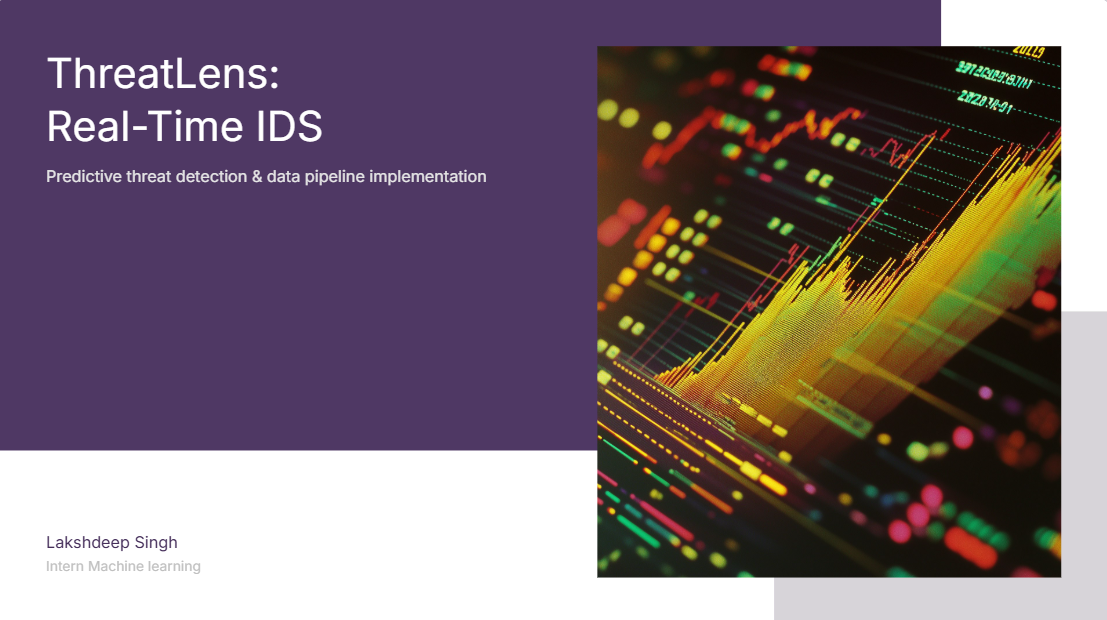 ThreatLens:
Real-Time IDS
Predictive threat detection & data pipeline implementation
Lakshdeep Singh
Intern Machine learning